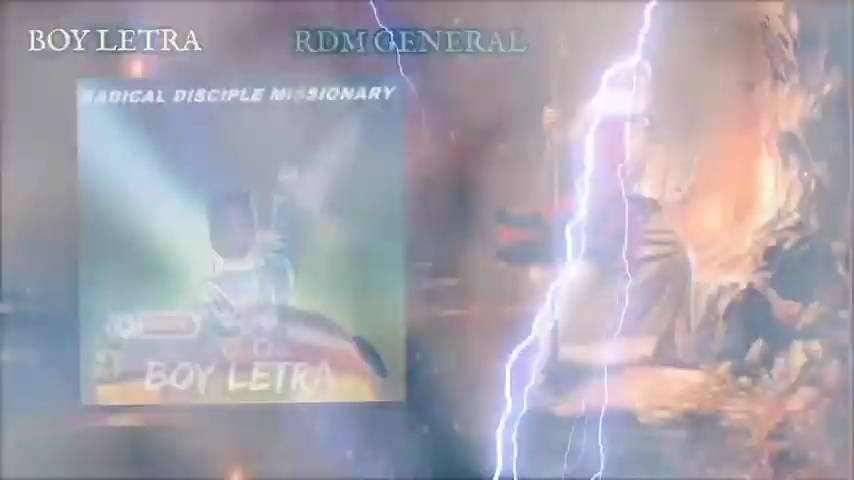 BOY LETRA
RDM GENERAL
RADICAL DISCIPLE MISSIONARY
BOY LETRA